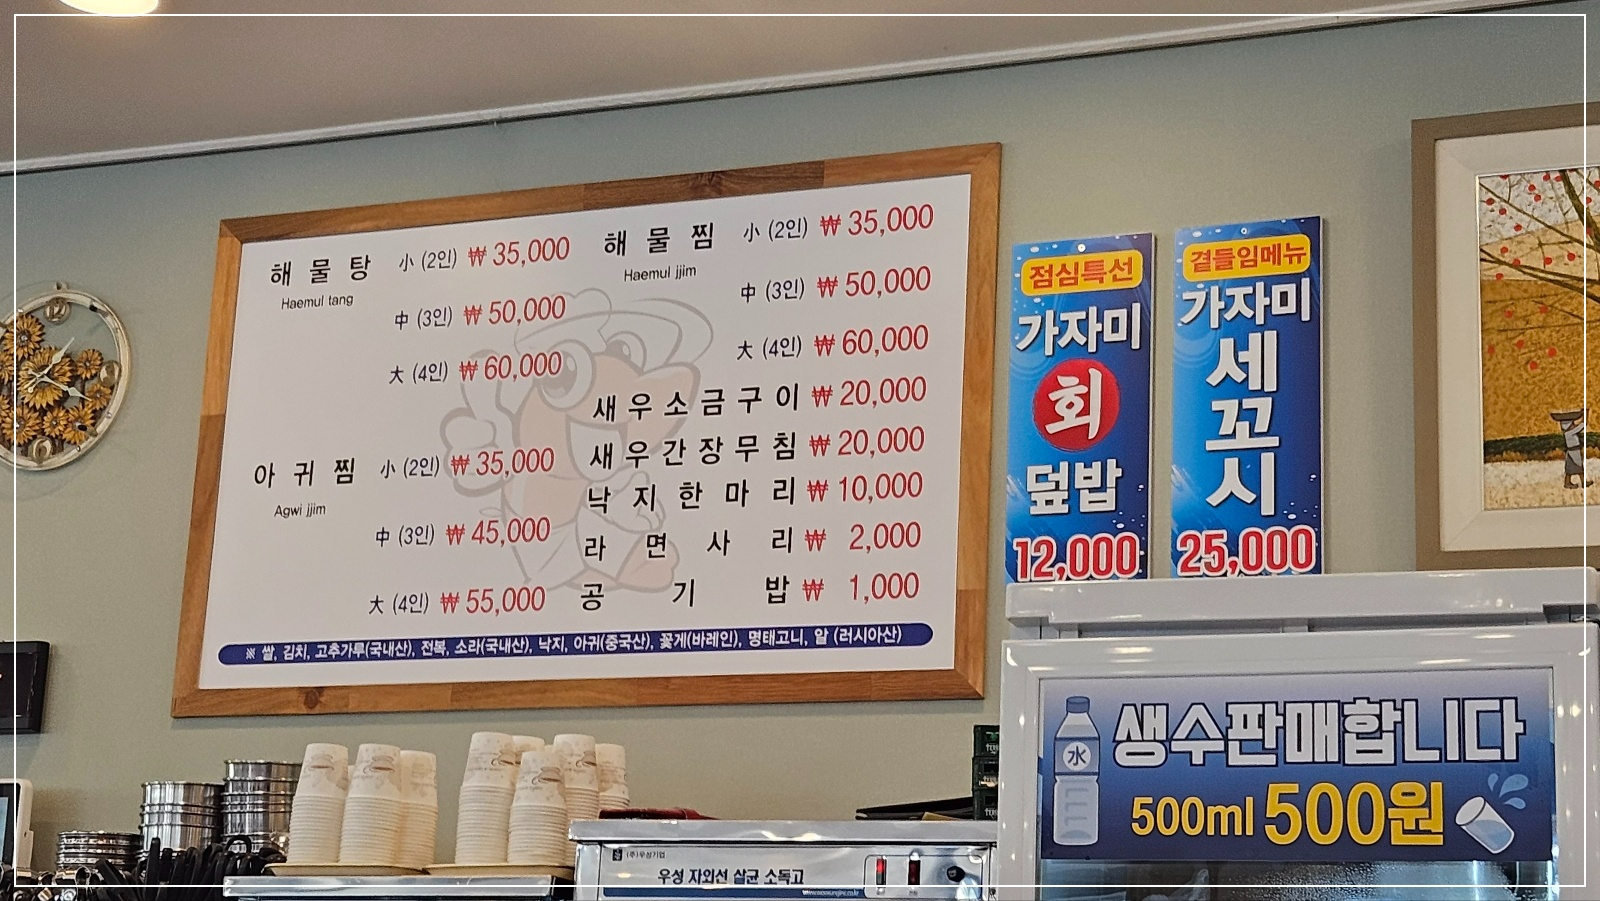 해물탕 小 (2인) ₩ 35,000
Haemul tang
中 (3인) ₩ 50,000
大 (4인) ₩ 60,000
아귀찜 小 (2인) ₩ 35,000
Agwi jjim
中 (3인) ₩ 45,000
大 (4인) ₩ 55,000
해물찜 小 (2인) ₩ 35,000
Haemul jjim
中 (3인) ₩ 50,000
大 (4인) ₩ 60,000
새우소금구이 ₩ 20,000
새우간장무침 ₩ 20,000
낙지한마리 ₩ 10,000
라면사리 ₩ 2,000
공기밥 ₩ 1,000
※ 쌀, 김치, 고추가루(국내산), 전복, 소라(국내산), 낙지, 아귀(중국산), 꽃게(바레인), 명태고니, 알 (러시아산)
점심특선
가자미
회
덮밥
12,000
곁들임메뉴
가자미
세
꼬
시
25,000
水
생수판매합니다
500ml 500원
(주)우성기업
우성 자외선 살균 소독고
12
6